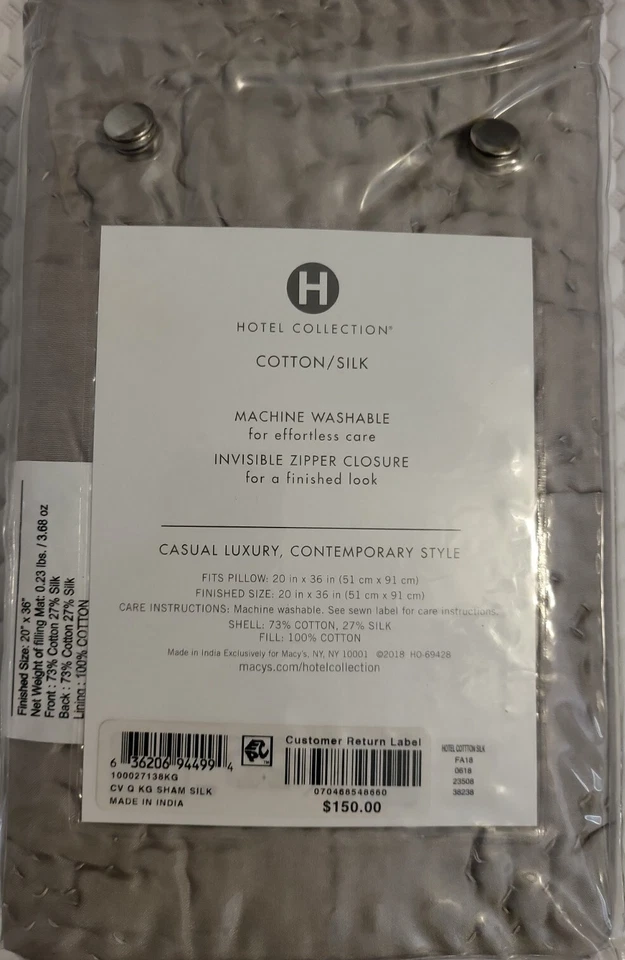 H
HOTEL COLLECTION®
COTTON/SILK
MACHINE WASHABLE
for effortless care
INVISIBLE ZIPPER CLOSURE
for a finished look
CASUAL LUXURY, CONTEMPORARY STYLE
FITS PILLOW: 20 in x 36 in (51 cm x 91 cm)
FINISHED SIZE: 20 in x 36 in (51 cm x 91 cm)
CARE INSTRUCTIONS: Machine washable. See sewn label for care instructions.
SHELL: 73% COTTON, 27% SILK
FILL: 100% COTTON
Made in India Exclusively for Macy's, NY, NY 10001 ©2018 HO-69428
macys.com/hotelcollection
Finished Size: 20" x 36"
Net Weight of filling Mat: 0.23 lbs. / 3.68 oz
Front : 73% Cotton 27% Silk
Back : 73% Cotton 27% Silk
Lining : 100% COTTON
6 36206 94499 4
100027138KG
CV Q KG SHAM SILK
MADE IN INDIA
Customer Return Label
070488548660
$150.00
HOTEL COTTTON SILK
FA18
0818
23508
38238